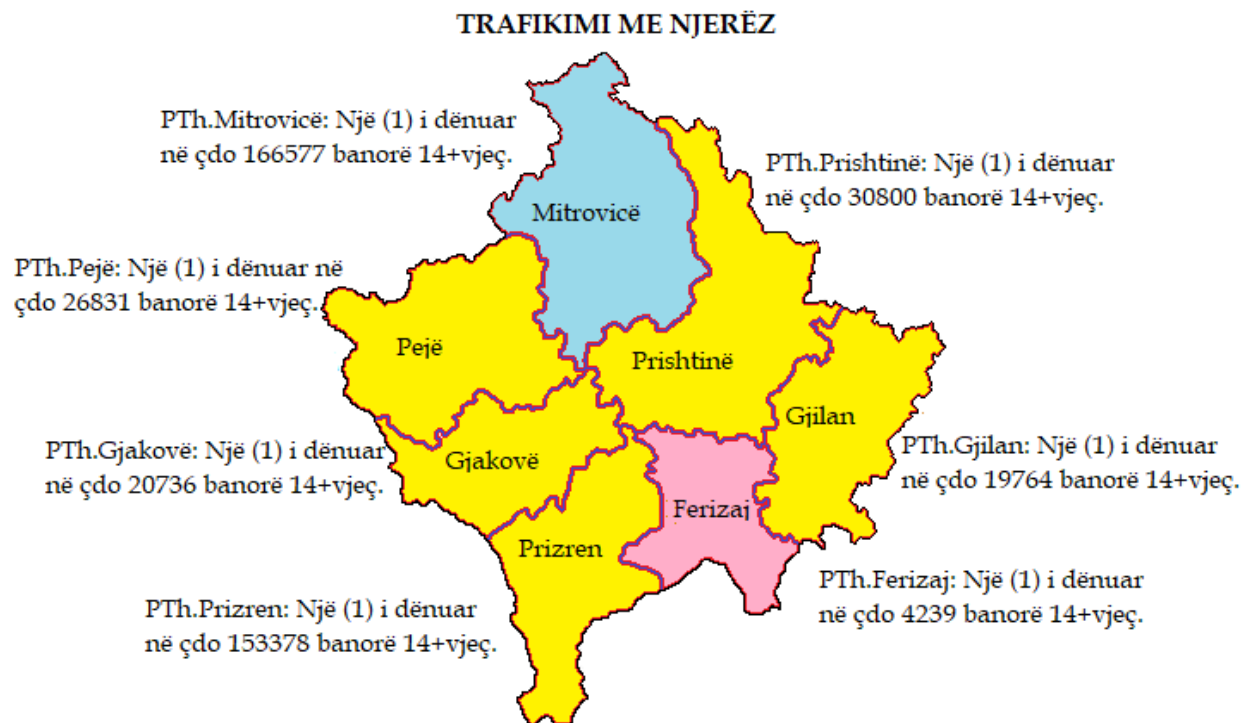 TRAFIKIMI ME NJERËZ
PTh.Mitrovicë: Një (1) i dënuar
në çdo 166577 banorë 14+vjeç.
PTh.Prishtinë: Një (1) i dënuar
në çdo 30800 banorë 14+vjeç.
Mitrovicë
PTh.Pejë: Një (1) i dënuar në
çdo 26831 banorë 14+vjeç.
Pejë
Prishtinë
Gjilan
PTh.Gjakovë: Një (1) i dënuar
në çdo 20736 banorë 14+vjeç.
Gjakovë
PTh.Gjilan: Një (1) i dënuar
në çdo 19764 banorë 14+vjeç.
Ferizaj
Prizren
PTh.Ferizaj: Një (1) i dënuar
në çdo 4239 banorë 14+vjeç.
PTh.Prizren: Një (1) i dënuar
në çdo 153378 banorë 14+vjeç.